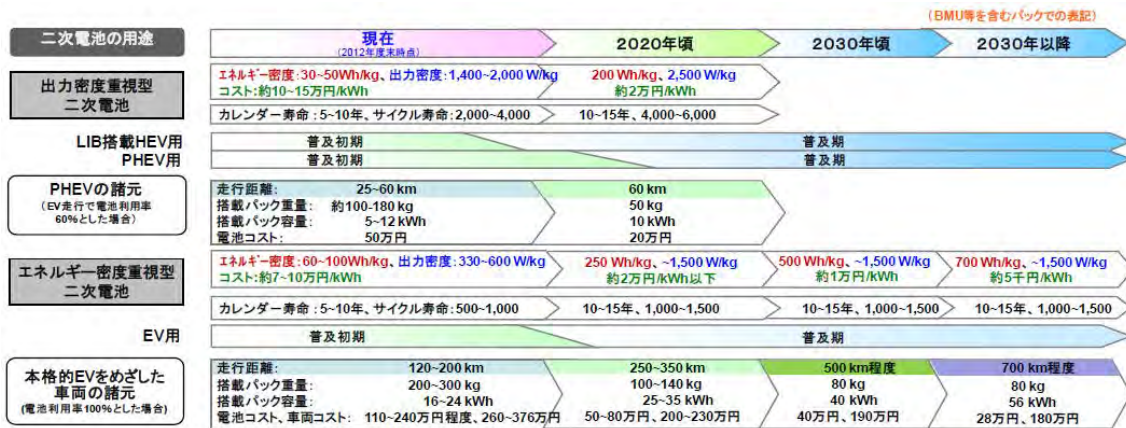 (BMU等を含むパックでの表記)
二次電池の用途 現在 (2012年度末時点) 2020年頃 2030年頃 2030年以降
出力密度重視型
二次電池
エネルギー密度:30~50Wh/kg、出力密度:1,400~2,000 W/kg 200 Wh/kg、2,500 W/kg
コスト:約10~15万円/kWh 約2万円/kWh
カレンダー寿命:5~10年、サイクル寿命:2,000~4,000 10~15年、4,000~6,000
LIB搭載HEV用 普及初期 普及期
PHEV用 普及初期 普及期
PHEVの諸元
(EV走行で電池利用率
60%とした場合)
走行距離: 25~60 km 60 km
搭載パック重量: 約100-180 kg 50 kg
搭載パック容量: 5~12 kWh 10 kWh
電池コスト: 50万円 20万円
エネルギー密度重視型
二次電池
エネルギー密度:60~100Wh/kg、出力密度:330~600 W/kg 250 Wh/kg、~1,500 W/kg 500 Wh/kg、~1,500 W/kg 700 Wh/kg、~1,500 W/kg
コスト:約7~10万円/kWh 約2万円/kWh以下 約1万円/kWh 約5千円/kWh
カレンダー寿命:5~10年、サイクル寿命:500~1,000 10~15年、1,000~1,500 10~15年、1,000~1,500 10~15年、1,000~1,500
EV用 普及初期 普及期
本格的EVをめざした
車両の諸元
(電池利用率100%とした場合)
走行距離: 120~200 km 250~350 km 500 km程度 700 km程度
搭載パック重量: 200~300 kg 100~140 kg 80 kg 80 kg
搭載パック容量: 16~24 kWh 25~35 kWh 40 kWh 56 kWh
電池コスト、車両コスト: 110~240万円程度、260~376万円 50~80万円、200~230万円 40万円、190万円 28万円、180万円